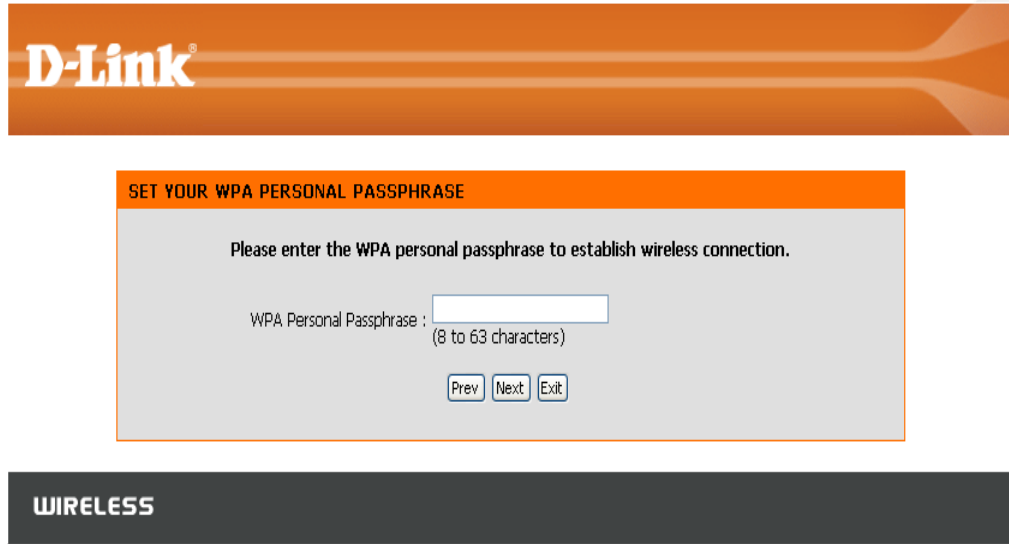 D-Link®
SET YOUR WPA PERSONAL PASSPHRASE
Please enter the WPA personal passphrase to establish wireless connection.
WPA Personal Passphrase :
(8 to 63 characters)
Prev Next Exit
WIRELESS